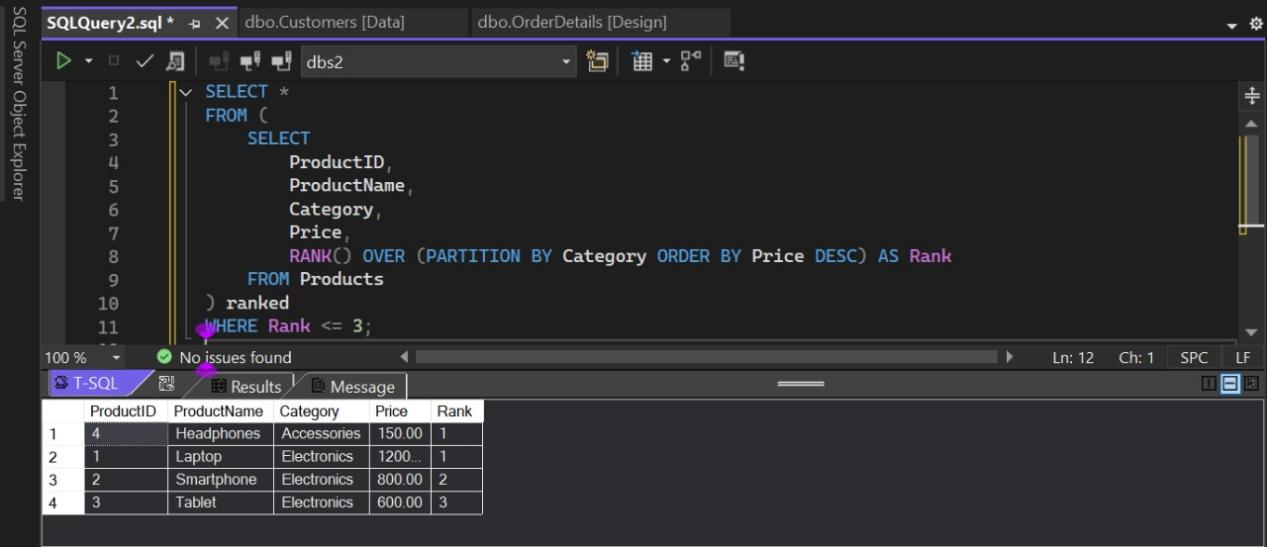 SQL Server Object Explorer
SQLQuery2.sql * dbo.Customers [Data] dbo.OrderDetails [Design]
dbs2
1 SELECT *
2 FROM (
3 SELECT
4 ProductID,
5 ProductName,
6 Category,
7 Price,
8 RANK() OVER (PARTITION BY Category ORDER BY Price DESC) AS Rank
9 FROM Products
10 ) ranked
11 WHERE Rank <= 3;
100 % No issues found Ln: 12 Ch: 1 SPC LF
T-SQL Results Message
ProductID ProductName Category Price Rank
1 4 Headphones Accessories 150.00 1
2 1 Laptop Electronics 1200... 1
3 2 Smartphone Electronics 800.00 2
4 3 Tablet Electronics 600.00 3